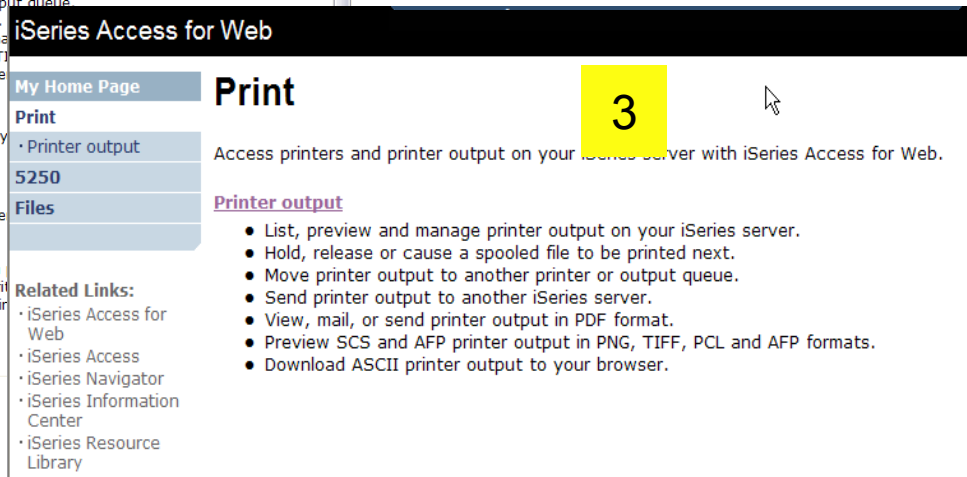 put queue.
iSeries Access for Web
My Home Page
Print
· Printer output
5250
Files
Related Links:
· iSeries Access for
Web
· iSeries Access
· iSeries Navigator
· iSeries Information
Center
· iSeries Resource
Library
Print
3
Access printers and printer output on your server with iSeries Access for Web.
Printer output
• List, preview and manage printer output on your iSeries server.
• Hold, release or cause a spooled file to be printed next.
• Move printer output to another printer or output queue.
• Send printer output to another iSeries server.
• View, mail, or send printer output in PDF format.
• Preview SCS and AFP printer output in PNG, TIFF, PCL and AFP formats.
• Download ASCII printer output to your browser.